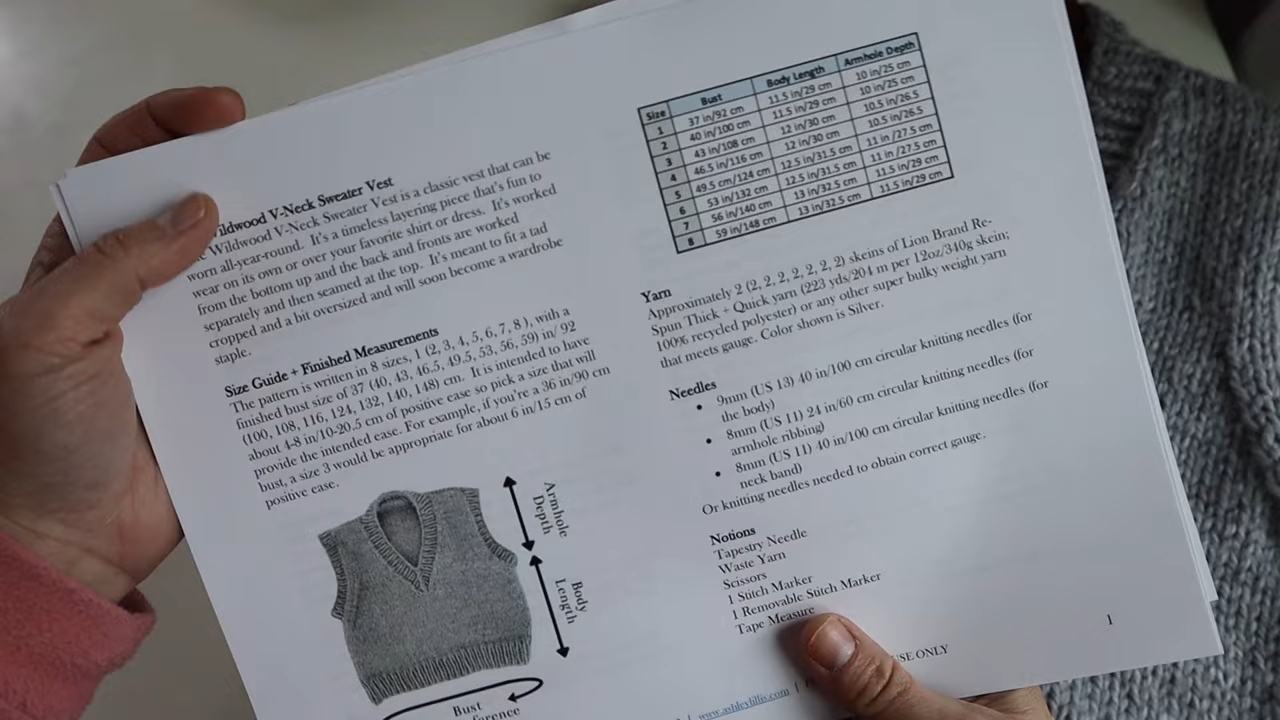 Wildwood V-Neck Sweater Vest
Wildwood V-Neck Sweater Vest is a classic vest that can be
worn all-year-round. It's a timeless layering piece that's fun to
wear on its own or over your favorite shirt or dress. It's worked
from the bottom up and the back and fronts are worked
separately and then seamed at the top. It's meant to fit a tad
cropped and a bit oversized and will soon become a wardrobe
staple.
Size Guide + Finished Measurements
The pattern is written in 8 sizes, 1 (2, 3, 4, 5, 6, 7, 8 ), with a
finished bust size of 37 (40, 43, 46.5, 49.5, 53, 56, 59) in/ 92
(100, 108, 116, 124, 132, 140, 148) cm. It is intended to have
about 4-8 in/10-20.5 cm of positive ease so pick a size that will
provide the intended ease. For example, if you're a 36 in/90 cm
bust, a size 3 would be appropriate for about 6 in/15 cm of
positive ease.
Armhole
Depth
Body
Length
Bust
Size Bust Body Length Armhole Depth
1 37 in/92 cm 11.5 in/29 cm 10 in/25 cm
2 40 in/100 cm 11.5 in/29 cm 10 in/25 cm
3 43 in/108 cm 12 in/30 cm 10.5 in/26.5
4 46.5 in/116 cm 12 in/30 cm 10.5 in/26.5
5 49.5 cm/124 cm 12.5 in/31.5 cm 11 in /27.5 cm
6 53 in/132 cm 12.5 in/31.5 cm 11 in /27.5 cm
7 56 in/140 cm 13 in/32.5 cm 11.5 in/29 cm
8 59 in/148 cm 13 in/32.5 cm 11.5 in/29 cm
Yarn
Approximately 2 (2, 2, 2, 2, 2, 2, 2) skeins of Lion Brand Re-
Spun Thick + Quick yarn (223 yds/204 m per 12oz/340g skein;
100% recycled polyester) or any other super bulky weight yarn
that meets gauge. Color shown is Silver.
Needles
• 9mm (US 13) 40 in/100 cm circular knitting needles (for
the body)
• 8mm (US 11) 24 in/60 cm circular knitting needles (for
armhole ribbing)
• 8mm (US 11) 40 in/100 cm circular knitting needles (for
neck band)
Or knitting needles needed to obtain correct gauge.
Notions
Tapestry Needle
Waste Yarn
Scissors
1 Stitch Marker
1 Removable Stitch Marker
Tape Measure
1
| www.ashleylillis.com | USE ONLY